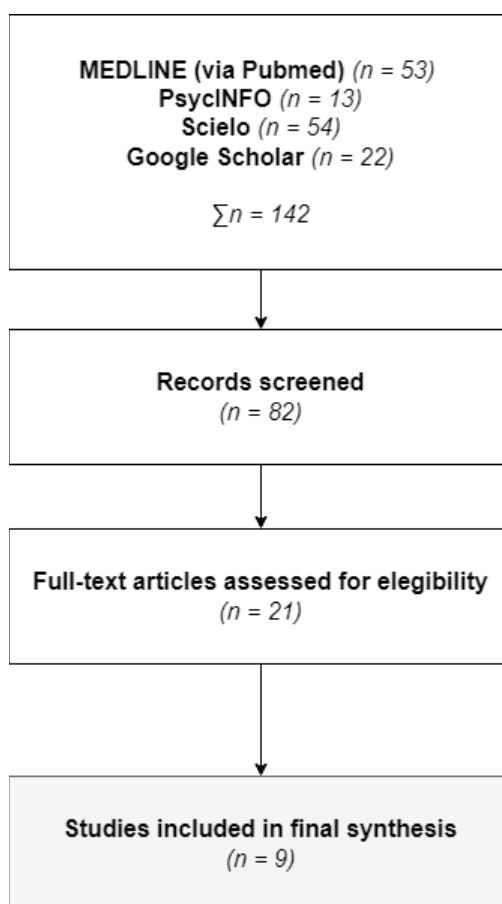 MEDLINE (via Pubmed) (n = 53)
PsycINFO (n = 13)
Scielo (n = 54)
Google Scholar (n = 22)
∑n = 142
Records screened
(n = 82)
Full-text articles assessed for elegibility
(n = 21)
Studies included in final synthesis
(n = 9)